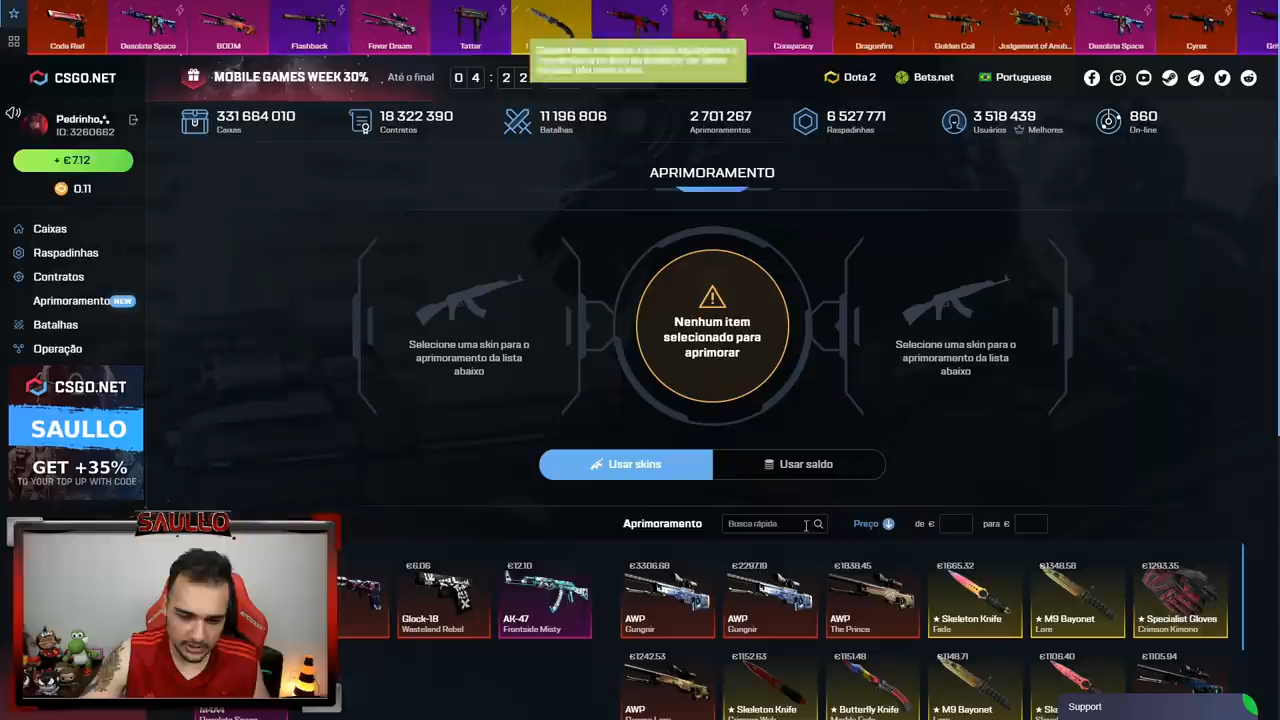 Code Red
Desolate Space
BOOM
Flashback
Fever Dream
Tatter
Conspiracy
Dragonfire
Golden Coil
Judgement of Anub...
Desolate Space
Cyrex
CSGO.NET
MOBILE GAMES WEEK 30%
Até o final
0 4 : 2 2
Dota 2
Bets.net
Portuguese
Pedrinho
ID: 3260662
331 664 010
Caixas
18 322 390
Contratos
11 196 806
Batalhas
2 701 267
Aprimoramentos
6 527 771
Raspadinhas
3 518 439
Usuários
Melhores
860
On-line
+ €7.12
0.11
APRIMORAMENTO
Caixas
Raspadinhas
Contratos
Aprimoramento NEW
Batalhas
Operação
Selecione uma skin para o
aprimoramento da lista
abaixo
Nenhum item
selecionado para
aprimorar
Selecione uma skin para o
aprimoramento da lista
abaixo
CSGO.NET
SAULLO
GET +35%
TO YOUR TOP UP WITH CODE
Usar skins
Usar saldo
SAULLO
Aprimoramento
Busca rápida
Preço
de €
para €
€6.06
Glock-18
Wasteland Rebel
€12.10
AK-47
Frontside Misty
€3306.68
AWP
Gungnir
€2297.19
AWP
Gungnir
€1838.45
AWP
The Prince
€1665.32
★ Skeleton Knife
Fade
€1348.58
★ M9 Bayonet
Lore
€1293.35
★ Specialist Gloves
Crimson Kimono
€1242.53
AWP
€1152.63
★ Skeleton Knife
€1151.48
★ Butterfly Knife
€1148.71
★ M9 Bayonet
€1106.40
★ Ske
€1105.94
M4A4
Desolate Space
Support